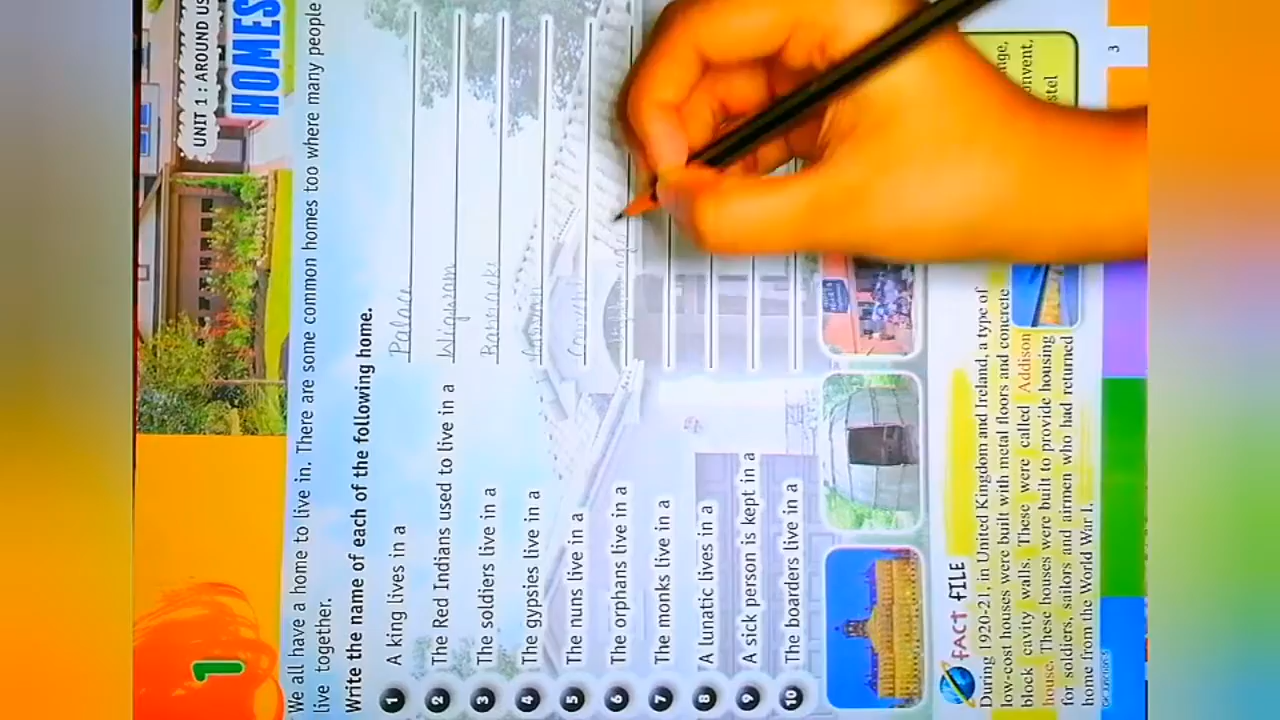 1
UNIT 1 : AROUND US
HOMES
We all have a home to live in. There are some common homes too where many people
live together.
Write the name of each of the following home.
1 A king lives in a Palace
2 The Red Indians used to live in a Wigwam
3 The soldiers live in a Barrack
4 The gypsies live in a
5 The nuns live in a
6 The orphans live in a
7 The monks live in a
8 A lunatic lives in a
9 A sick person is kept in a
10 The boarders live in a
FACT FILE
During 1920-21, in United Kingdom and Ireland, a type of
low-cost houses were built with metal floors and concrete
block cavity walls. These were called Addison
house. These houses were built to provide housing
for soldiers, sailors and airmen who had returned
home from the World War I.
3